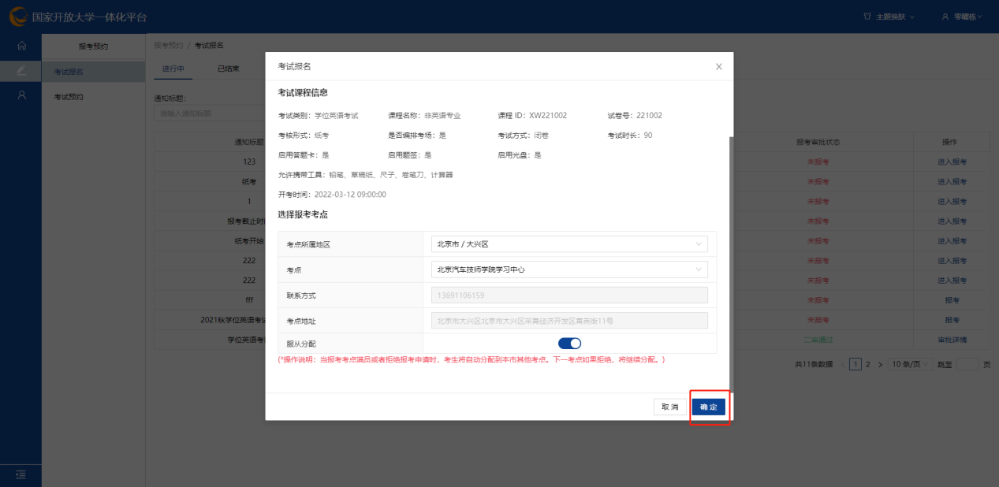 国家开放大学一体化平台
主题换肤
报考预约
考试报名
考试预约
报考预约 / 考试报名
进行中 已结束
通知标题:
请输入通知标题
通知标题 报考审批状态 操作
123 未报考 进入报考
纸考 未报考 进入报考
1 未报考 进入报考
报考截止时 未报考 进入报考
纸考开始 未报考 进入报考
222 未报考 进入报考
222 未报考 进入报考
fff 未报考 报考
2021秋学位英语考试 未报考 报考
学位英语考 二审通过 审批详情
共11条数据 < 1 2 > 10 条/页 跳至 页
考试报名
考试课程信息
考试类别: 学位英语考试 课程名称: 非英语专业 课程 ID: XW221002 试卷号: 221002
考核形式: 纸考 是否编排考场: 是 考试方式: 闭卷 考试时长: 90
启用答题卡: 是 启用题签: 是 启用光盘: 是
允许携带工具: 铅笔、草稿纸、尺子、卷笔刀、计算器
开考时间: 2022-03-12 09:00:00
选择报考考点
考点所属地区 北京市 / 大兴区
考点 北京汽车技师学院学习中心
联系方式 13691106159
考点地址 北京市大兴区北京市大兴区采育经济开发区育英街11号
服从分配
(*操作说明: 当报考考点满员或者拒绝报考申请时, 考生将自动分配到本市其他考点。下一考点如果拒绝, 将继续分配。)
取 消 确 定